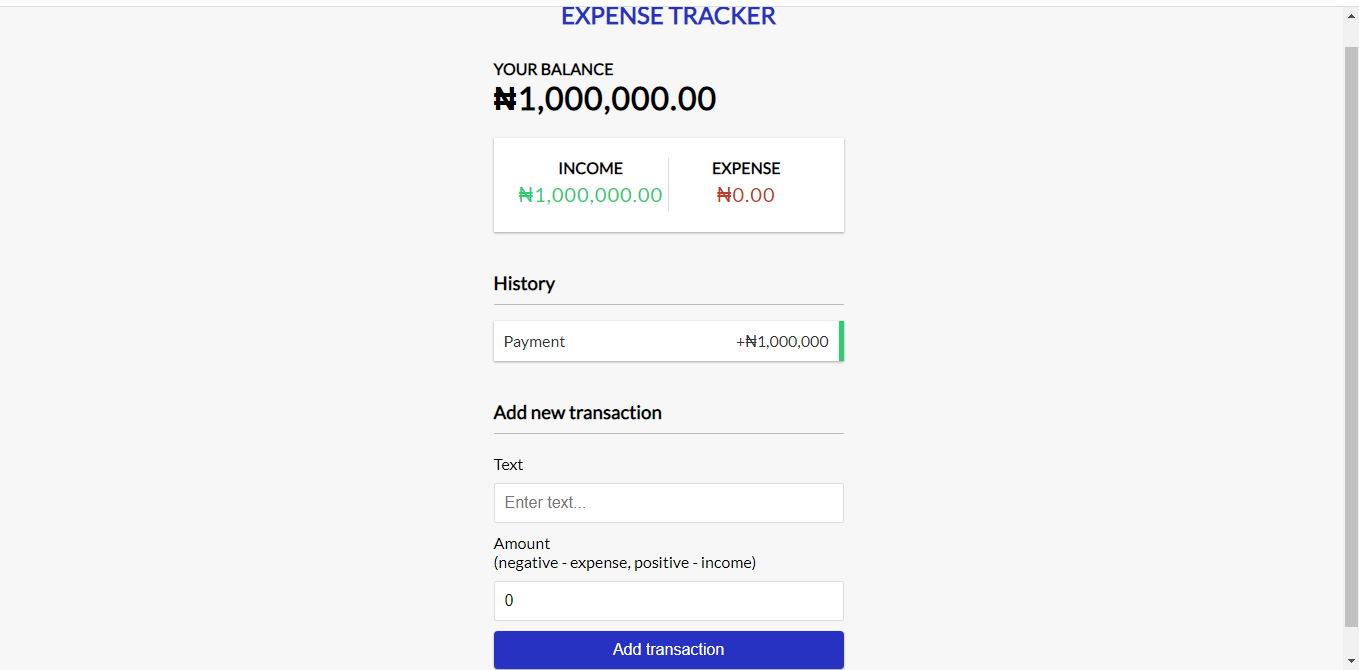 EXPENSE TRACKER
YOUR BALANCE
₦1,000,000.00
INCOME
₦1,000,000.00
EXPENSE
₦0.00
History
Payment +₦1,000,000
Add new transaction
Text
Enter text...
Amount
(negative - expense, positive - income)
0
Add transaction